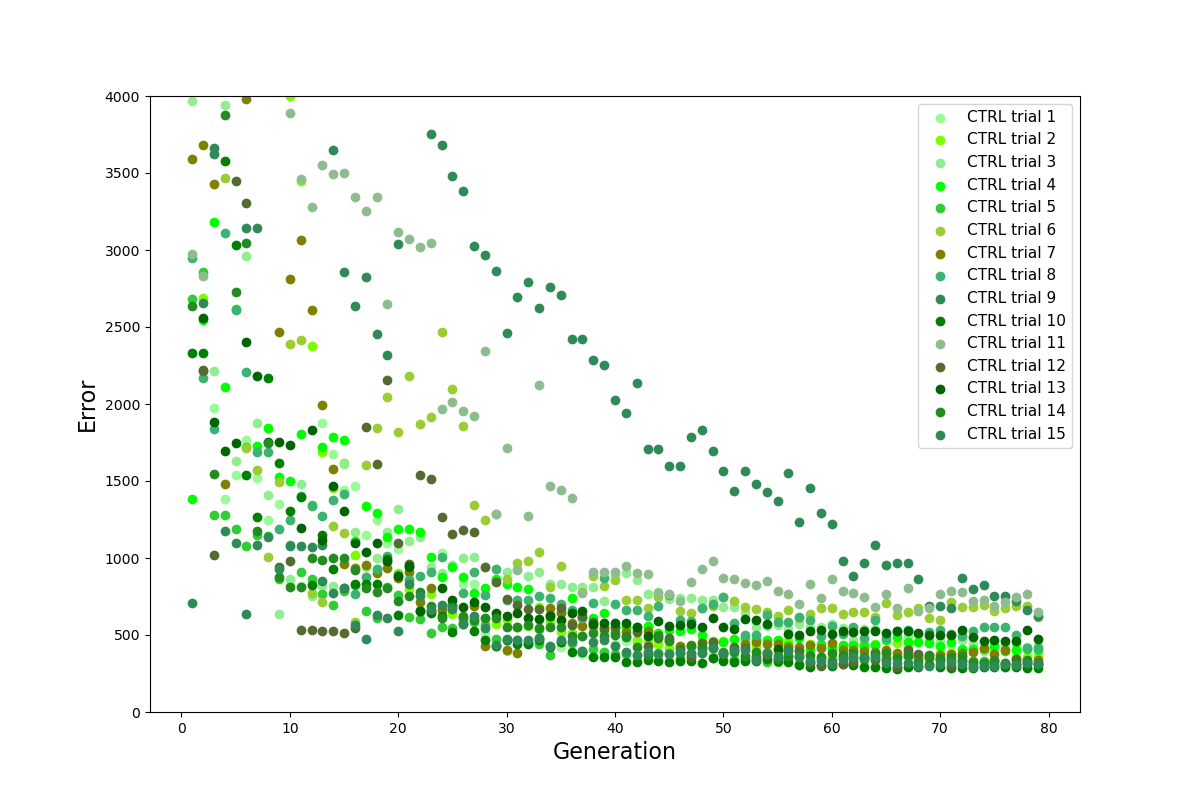 4000
3500
3000
2500
2000
1500
1000
500
0
Error
0 10 20 30 40 50 60 70 80
Generation
CTRL trial 1
CTRL trial 2
CTRL trial 3
CTRL trial 4
CTRL trial 5
CTRL trial 6
CTRL trial 7
CTRL trial 8
CTRL trial 9
CTRL trial 10
CTRL trial 11
CTRL trial 12
CTRL trial 13
CTRL trial 14
CTRL trial 15